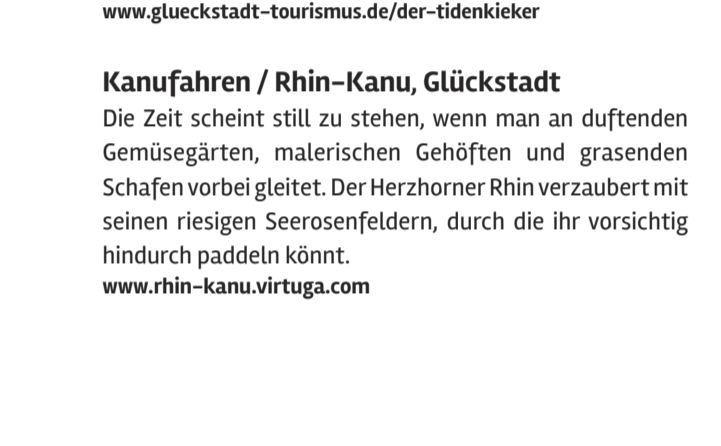 www.glueckstadt-tourismus.de/der-tidenkieker
Kanufahren / Rhin-Kanu, Glückstadt
Die Zeit scheint still zu stehen, wenn man an duftenden
Gemüsegärten, malerischen Gehöften und grasenden
Schafen vorbei gleitet. Der Herzhorner Rhin verzaubert mit
seinen riesigen Seerosenfeldern, durch die ihr vorsichtig
hindurch paddeln könnt.
www.rhin-kanu.virtuga.com